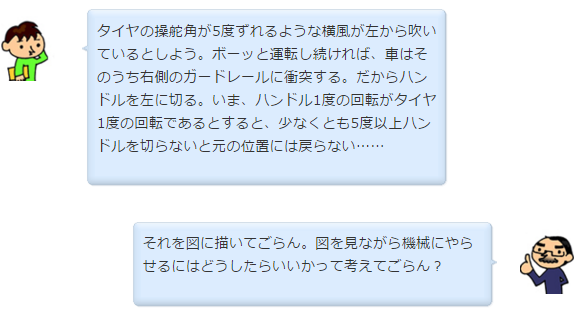 タイヤの操舵角が5度ずれるような横風が左から吹い
ているとしよう。ボーッと運転し続ければ、車はそ
のうち右側のガードレールに衝突する。だからハン
ドルを左に切る。いま、ハンドル1度の回転がタイヤ
1度の回転であるとすると、少なくとも5度以上ハン
ドルを切らないと元の位置には戻らない……
それを図に描いてごらん。図を見ながら機械にやら
せるにはどうしたらいいかって考えてごらん？